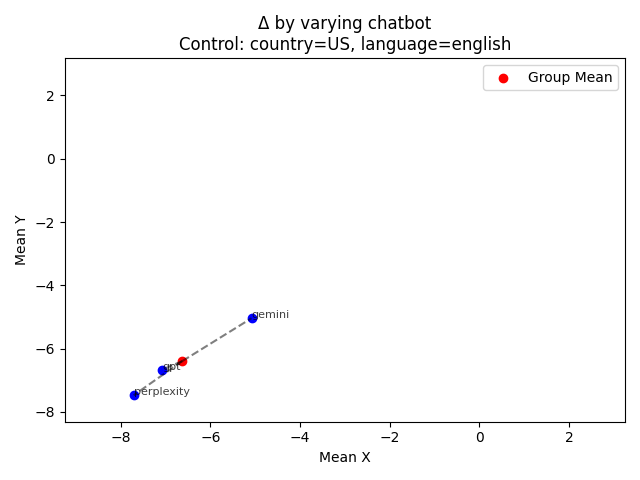 Δ by varying chatbot
Control: country=US, language=english
Group Mean
Mean Y
2
0
−2
−4
−6
−8
gemini
gpt
perplexity
−8
−6
−4
−2
0
2
Mean X